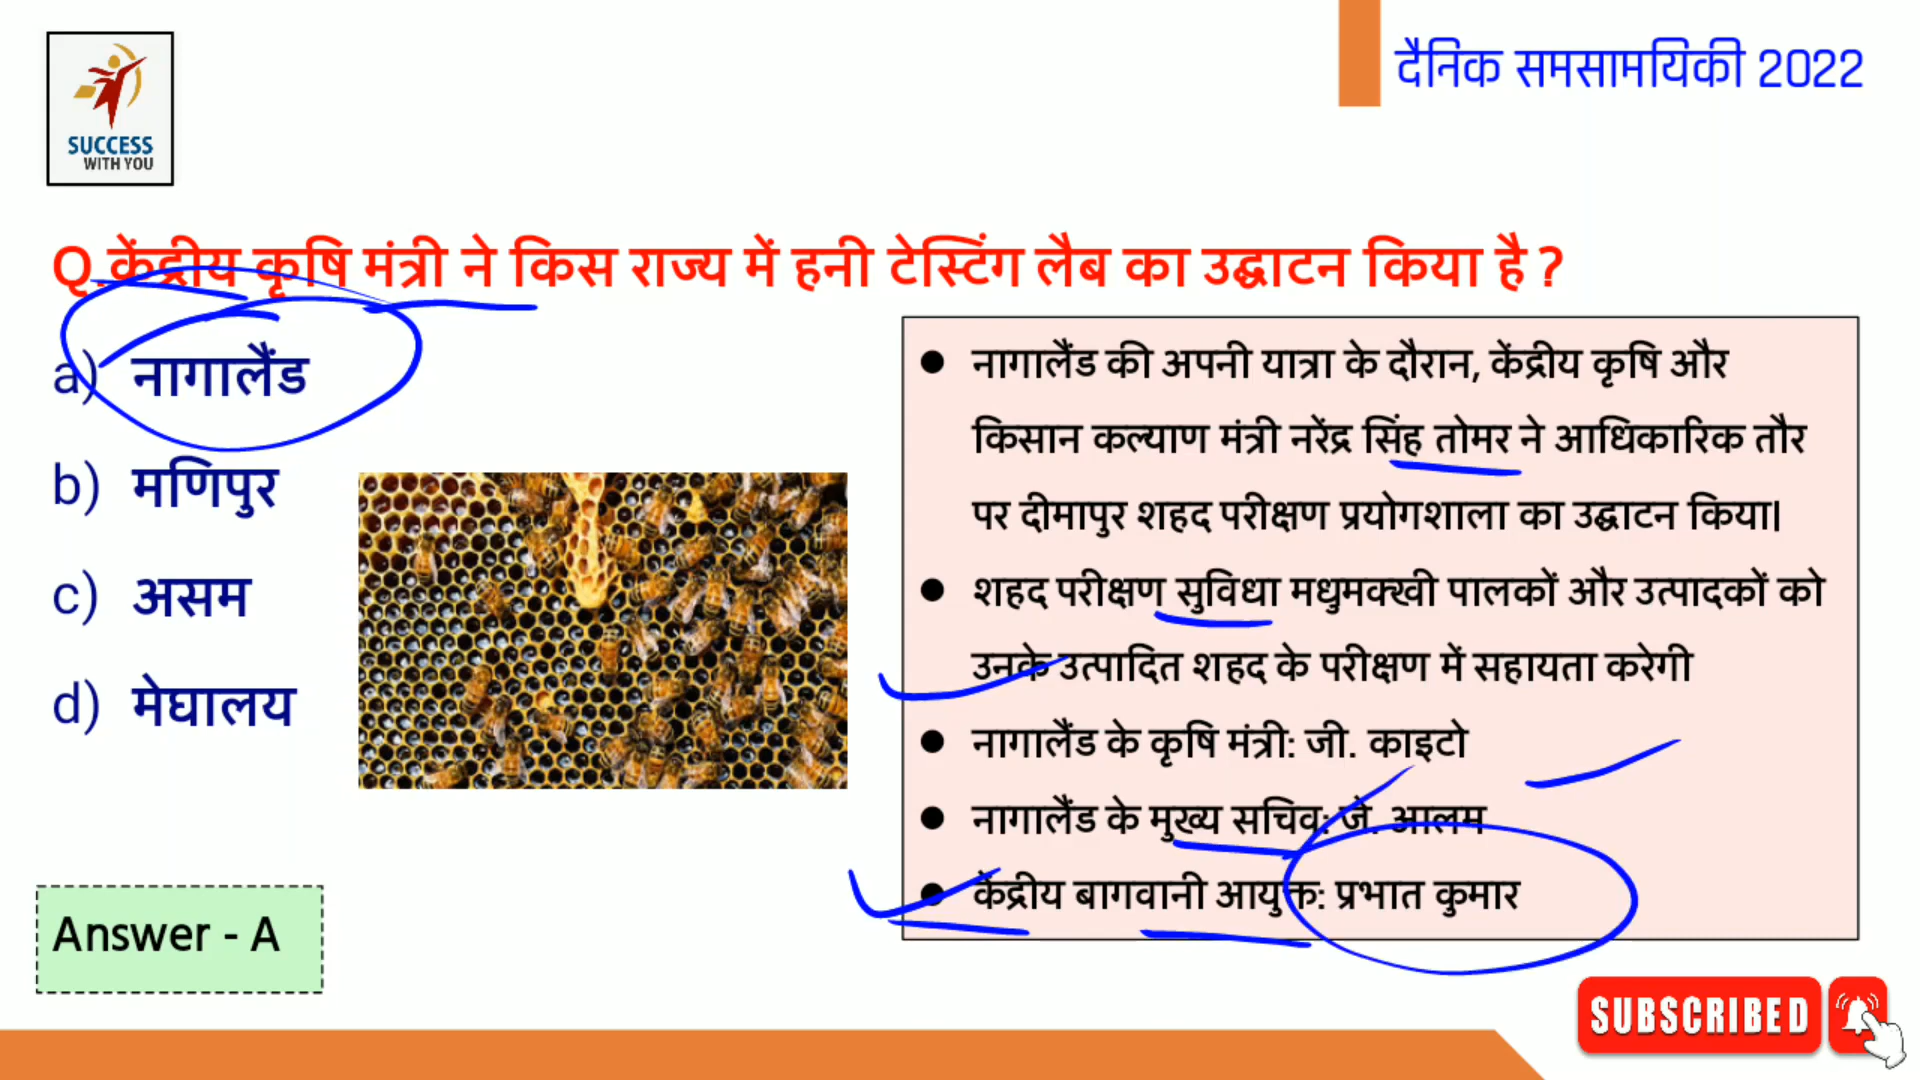 SUCCESS
WITH YOU
दैनिक समसामयिकी 2022
Q. केंद्रीय कृषि मंत्री ने किस राज्य में हनी टेस्टिंग लैब का उद्घाटन किया है ?
a) नागालैंड
b) मणिपुर
c) असम
d) मेघालय
Answer - A
● नागालैंड की अपनी यात्रा के दौरान, केंद्रीय कृषि और
किसान कल्याण मंत्री नरेंद्र सिंह तोमर ने आधिकारिक तौर
पर दीमापुर शहद परीक्षण प्रयोगशाला का उद्घाटन किया।
● शहद परीक्षण सुविधा मधुमक्खी पालकों और उत्पादकों को
उनके उत्पादित शहद के परीक्षण में सहायता करेगी
● नागालैंड के कृषि मंत्री: जी. काइटो
● नागालैंड के मुख्य सचिव: जे. आलम
● केंद्रीय बागवानी आयुक्त: प्रभात कुमार
SUBSCRIBED